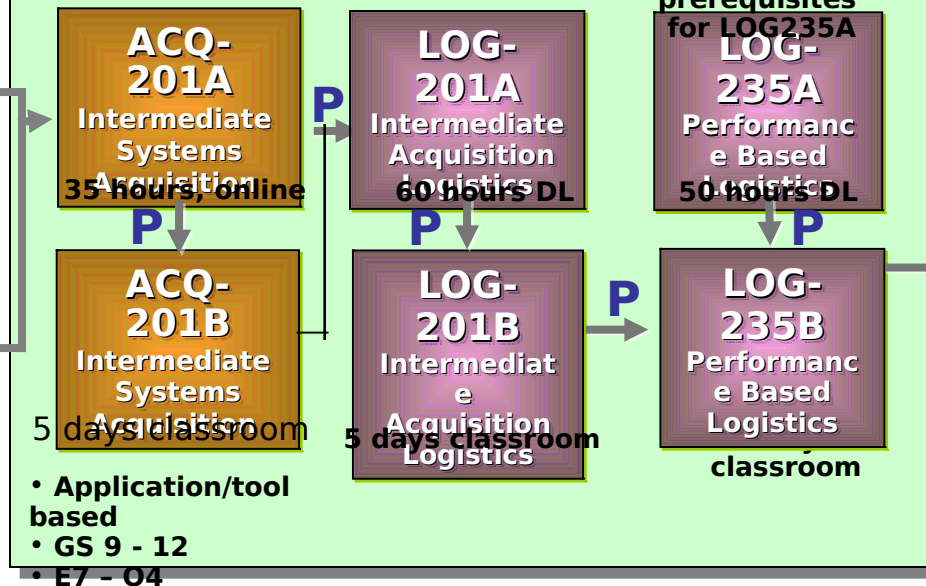 ACQ-
201A
Intermediate
Systems
Acquisition
35 hours, online
P
P
LOG-
201A
Intermediate
Acquisition
Logistics
60 hours DL
P
prerequisites
for LOG235A
LOG-
235A
Performanc
e Based
Logistics
50 hours DL
P
ACQ-
201B
Intermediate
Systems
Acquisition
5 days classroom
LOG-
201B
Intermediat
e
Acquisition
Logistics
5 days classroom
P
LOG-
235B
Performanc
e Based
Logistics
classroom
• Application/tool
based
• GS 9 - 12
• E7 – O4